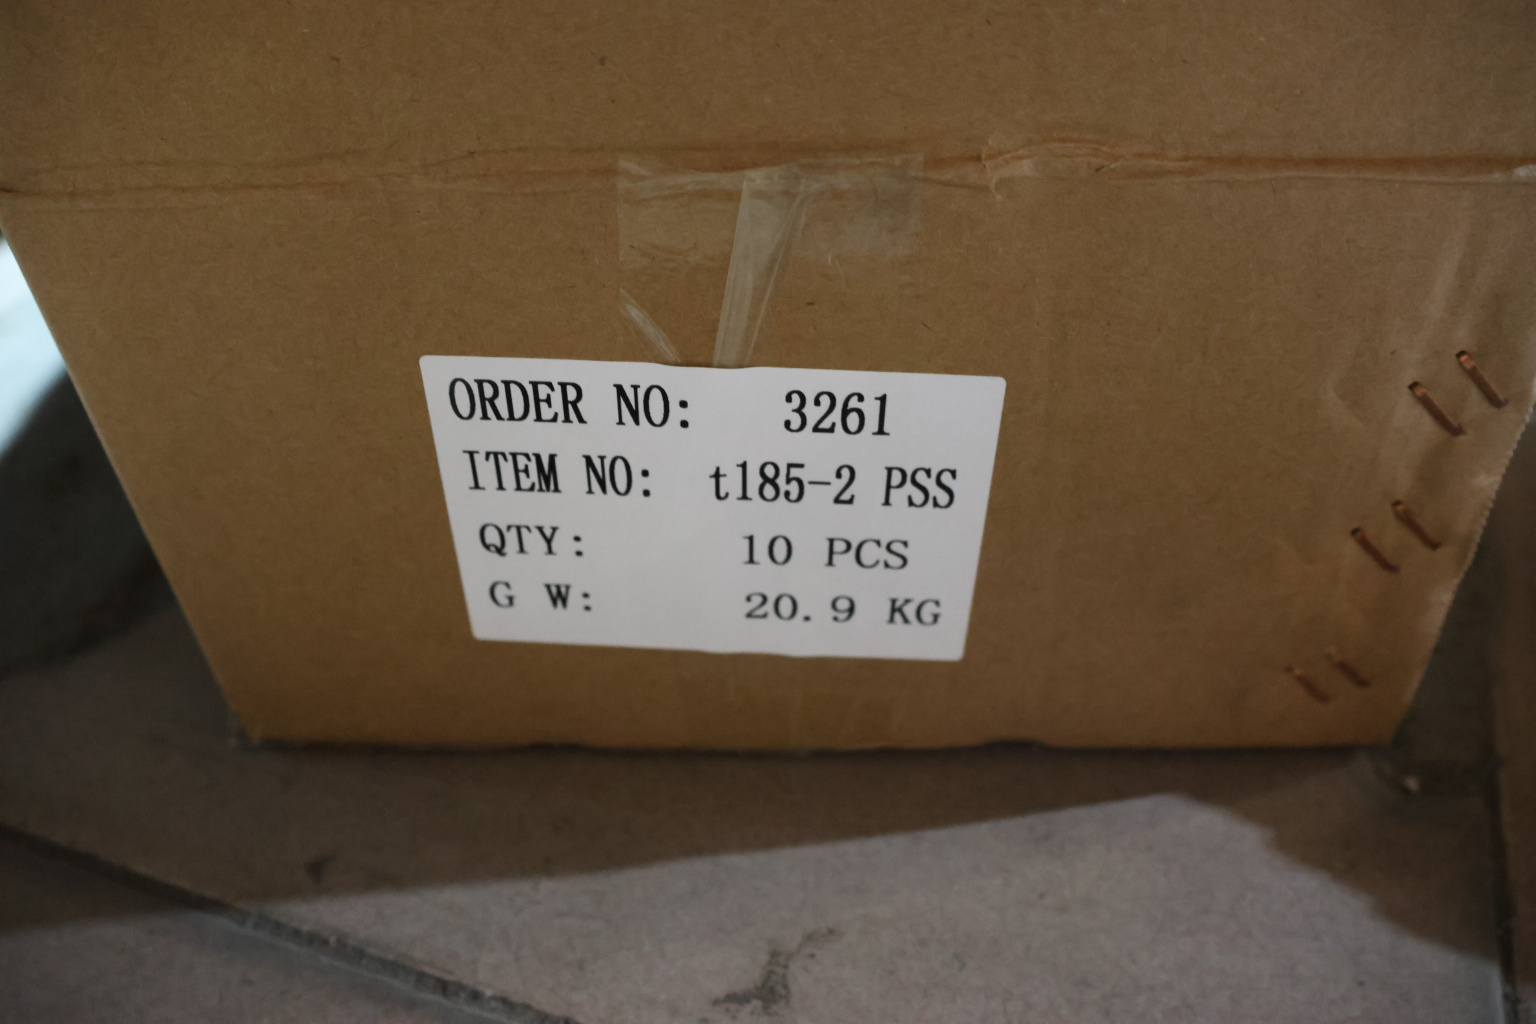 ORDER NO: 3261
ITEM NO: t185-2 PSS
QTY: 10 PCS
G W: 20.9 KG